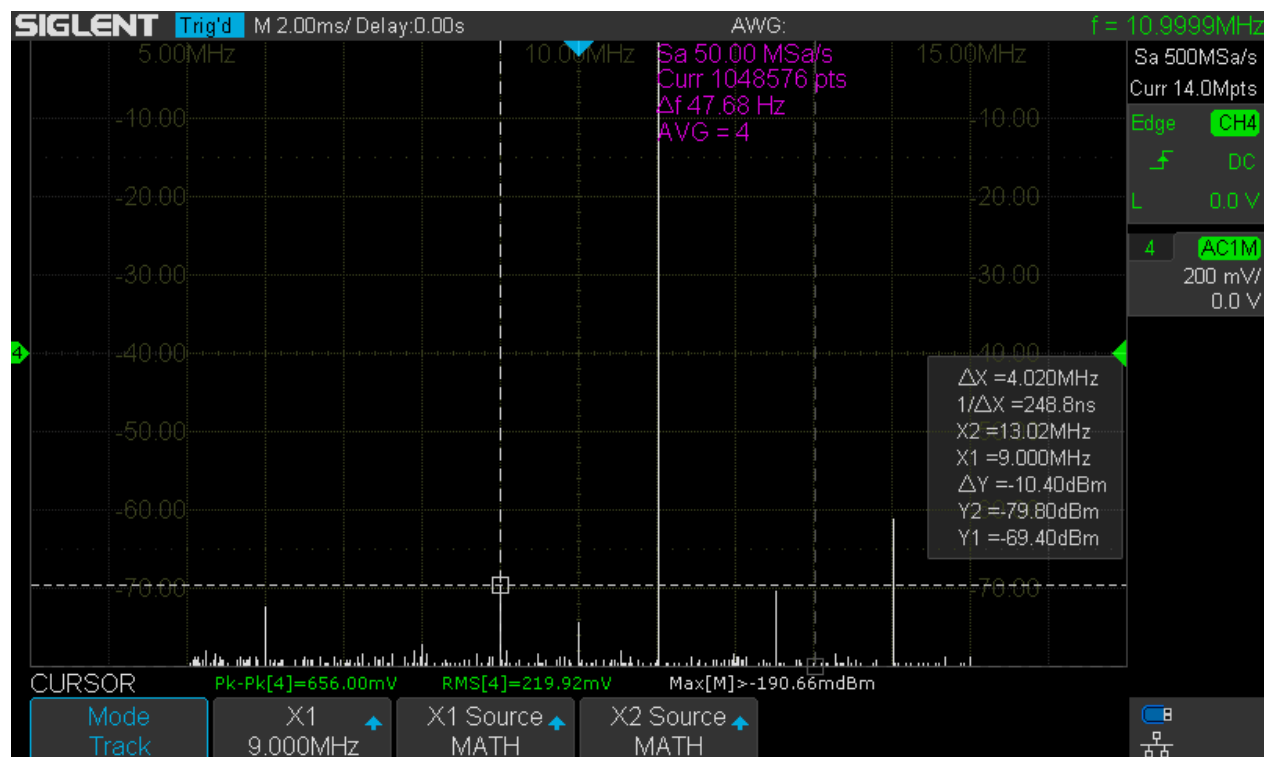 SIGLENT Trig'd M 2.00ms/ Delay:0.00s AWG: f = 10.9999MHz
5.00MHz 10.00MHz 15.00MHz
Sa 50.00 MSa/s
Curr 1048576 pts
Δf 47.68 Hz
AVG = 4
Sa 500MSa/s
Curr 14.0Mpts
Edge CH4
DC
L 0.0 V
4 AC1M
200 mV/
0.0 V
-10.00 -10.00
-20.00 -20.00
-30.00 -30.00
4 -40.00 -40.00
-50.00
-60.00
-70.00 -70.00
ΔX =4.020MHz
1/ΔX =248.8ns
X2 =13.02MHz
X1 =9.000MHz
ΔY =-10.40dBm
Y2 =-79.80dBm
Y1 =-69.40dBm
CURSOR Pk-Pk[4]=656.00mV RMS[4]=219.92mV Max[M]>-190.66mdBm
Mode
Track
X1
9.000MHz
X1 Source
MATH
X2 Source
MATH